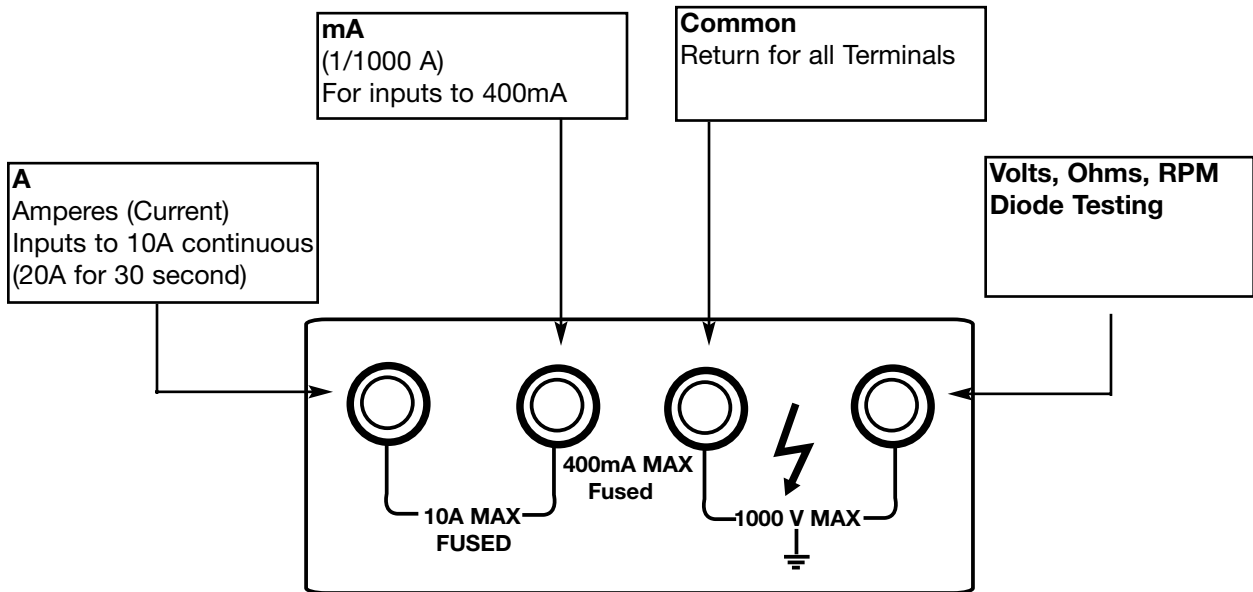 mA
(1/1000 A)
For inputs to 400mA
Common
Return for all Terminals
A
Amperes (Current)
Inputs to 10A continuous
(20A for 30 second)
Volts, Ohms, RPM
Diode Testing
400mA MAX
Fused
10A MAX
FUSED
1000 V MAX